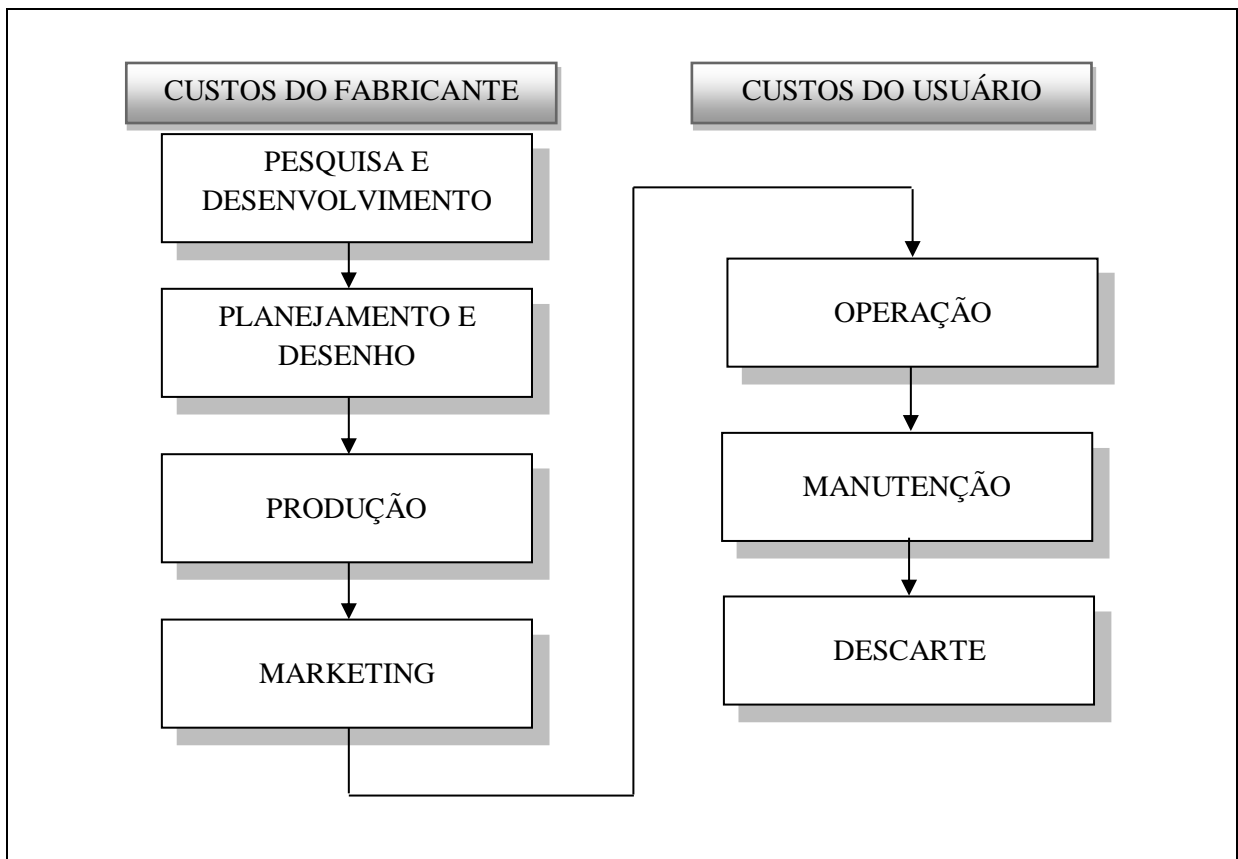 CUSTOS DO FABRICANTE
PESQUISA E
DESENVOLVIMENTO
PLANEJAMENTO E
DESENHO
PRODUÇÃO
MARKETING
CUSTOS DO USUÁRIO
OPERAÇÃO
MANUTENÇÃO
DESCARTE